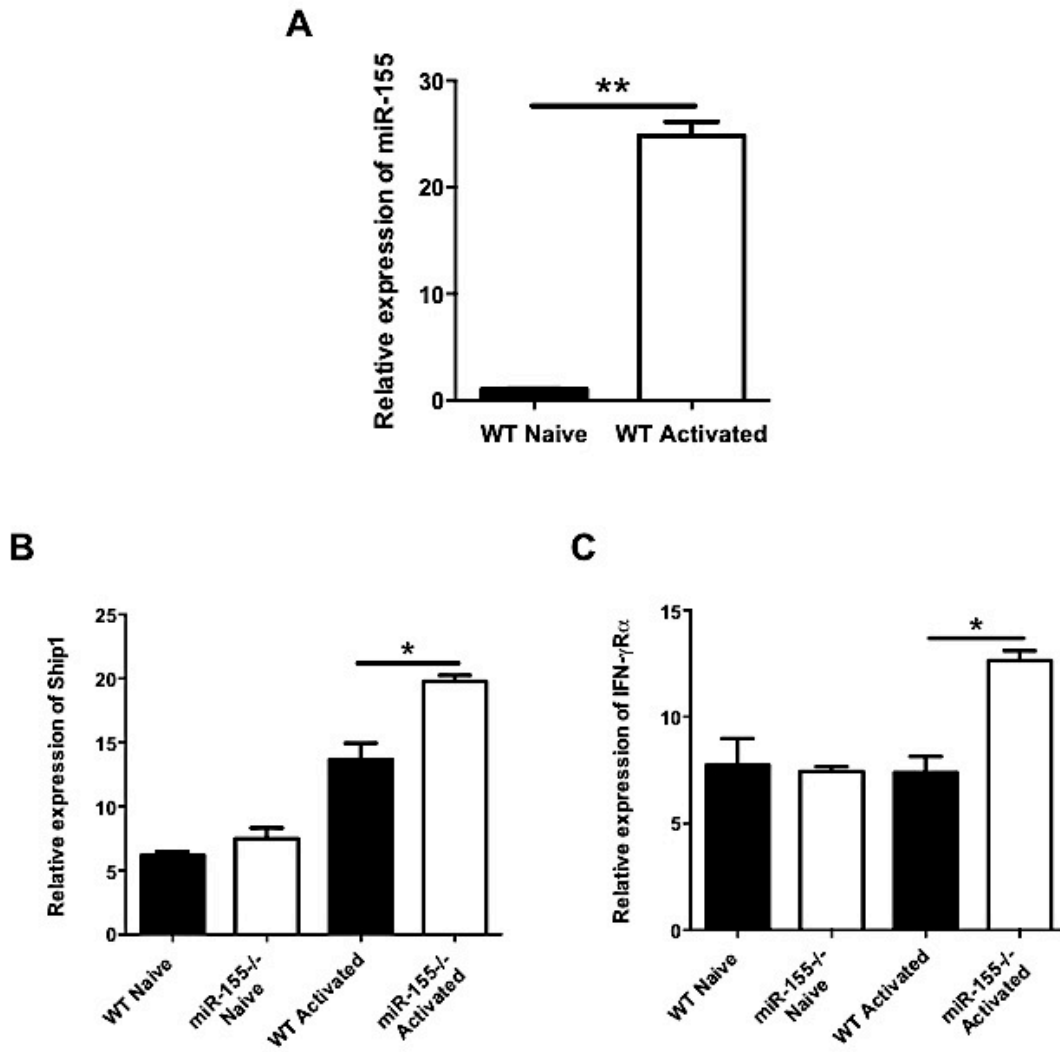 A
Relative expression of miR-155
30
20
10
0
**
WT Naive
WT Activated
B
Relative expression of Ship1
25
20
15
10
5
0
*
WT Naive
miR-155-/-
Naive
WT Activated
miR-155-/-
Activated
C
Relative expression of IFN-γRα
15
10
5
0
*
WT Naive
miR-155-/-
Naive
WT Activated
miR-155-/-
Activated